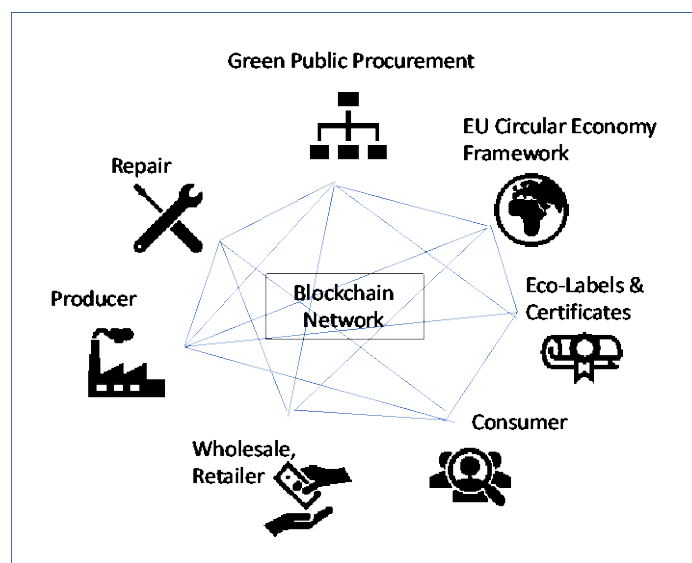 Green Public Procurement
EU Circular Economy
Framework
Repair
Eco-Labels &
Certificates
Blockchain
Network
Producer
Consumer
Wholesale,
Retailer